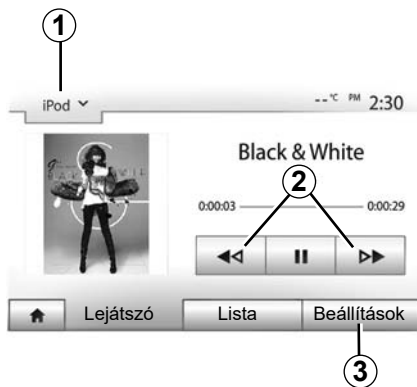 1
iPod
--°C PM 2:30
Black & White
2
0:00:03 0:00:29
Lejátszó Lista Beállítások
3